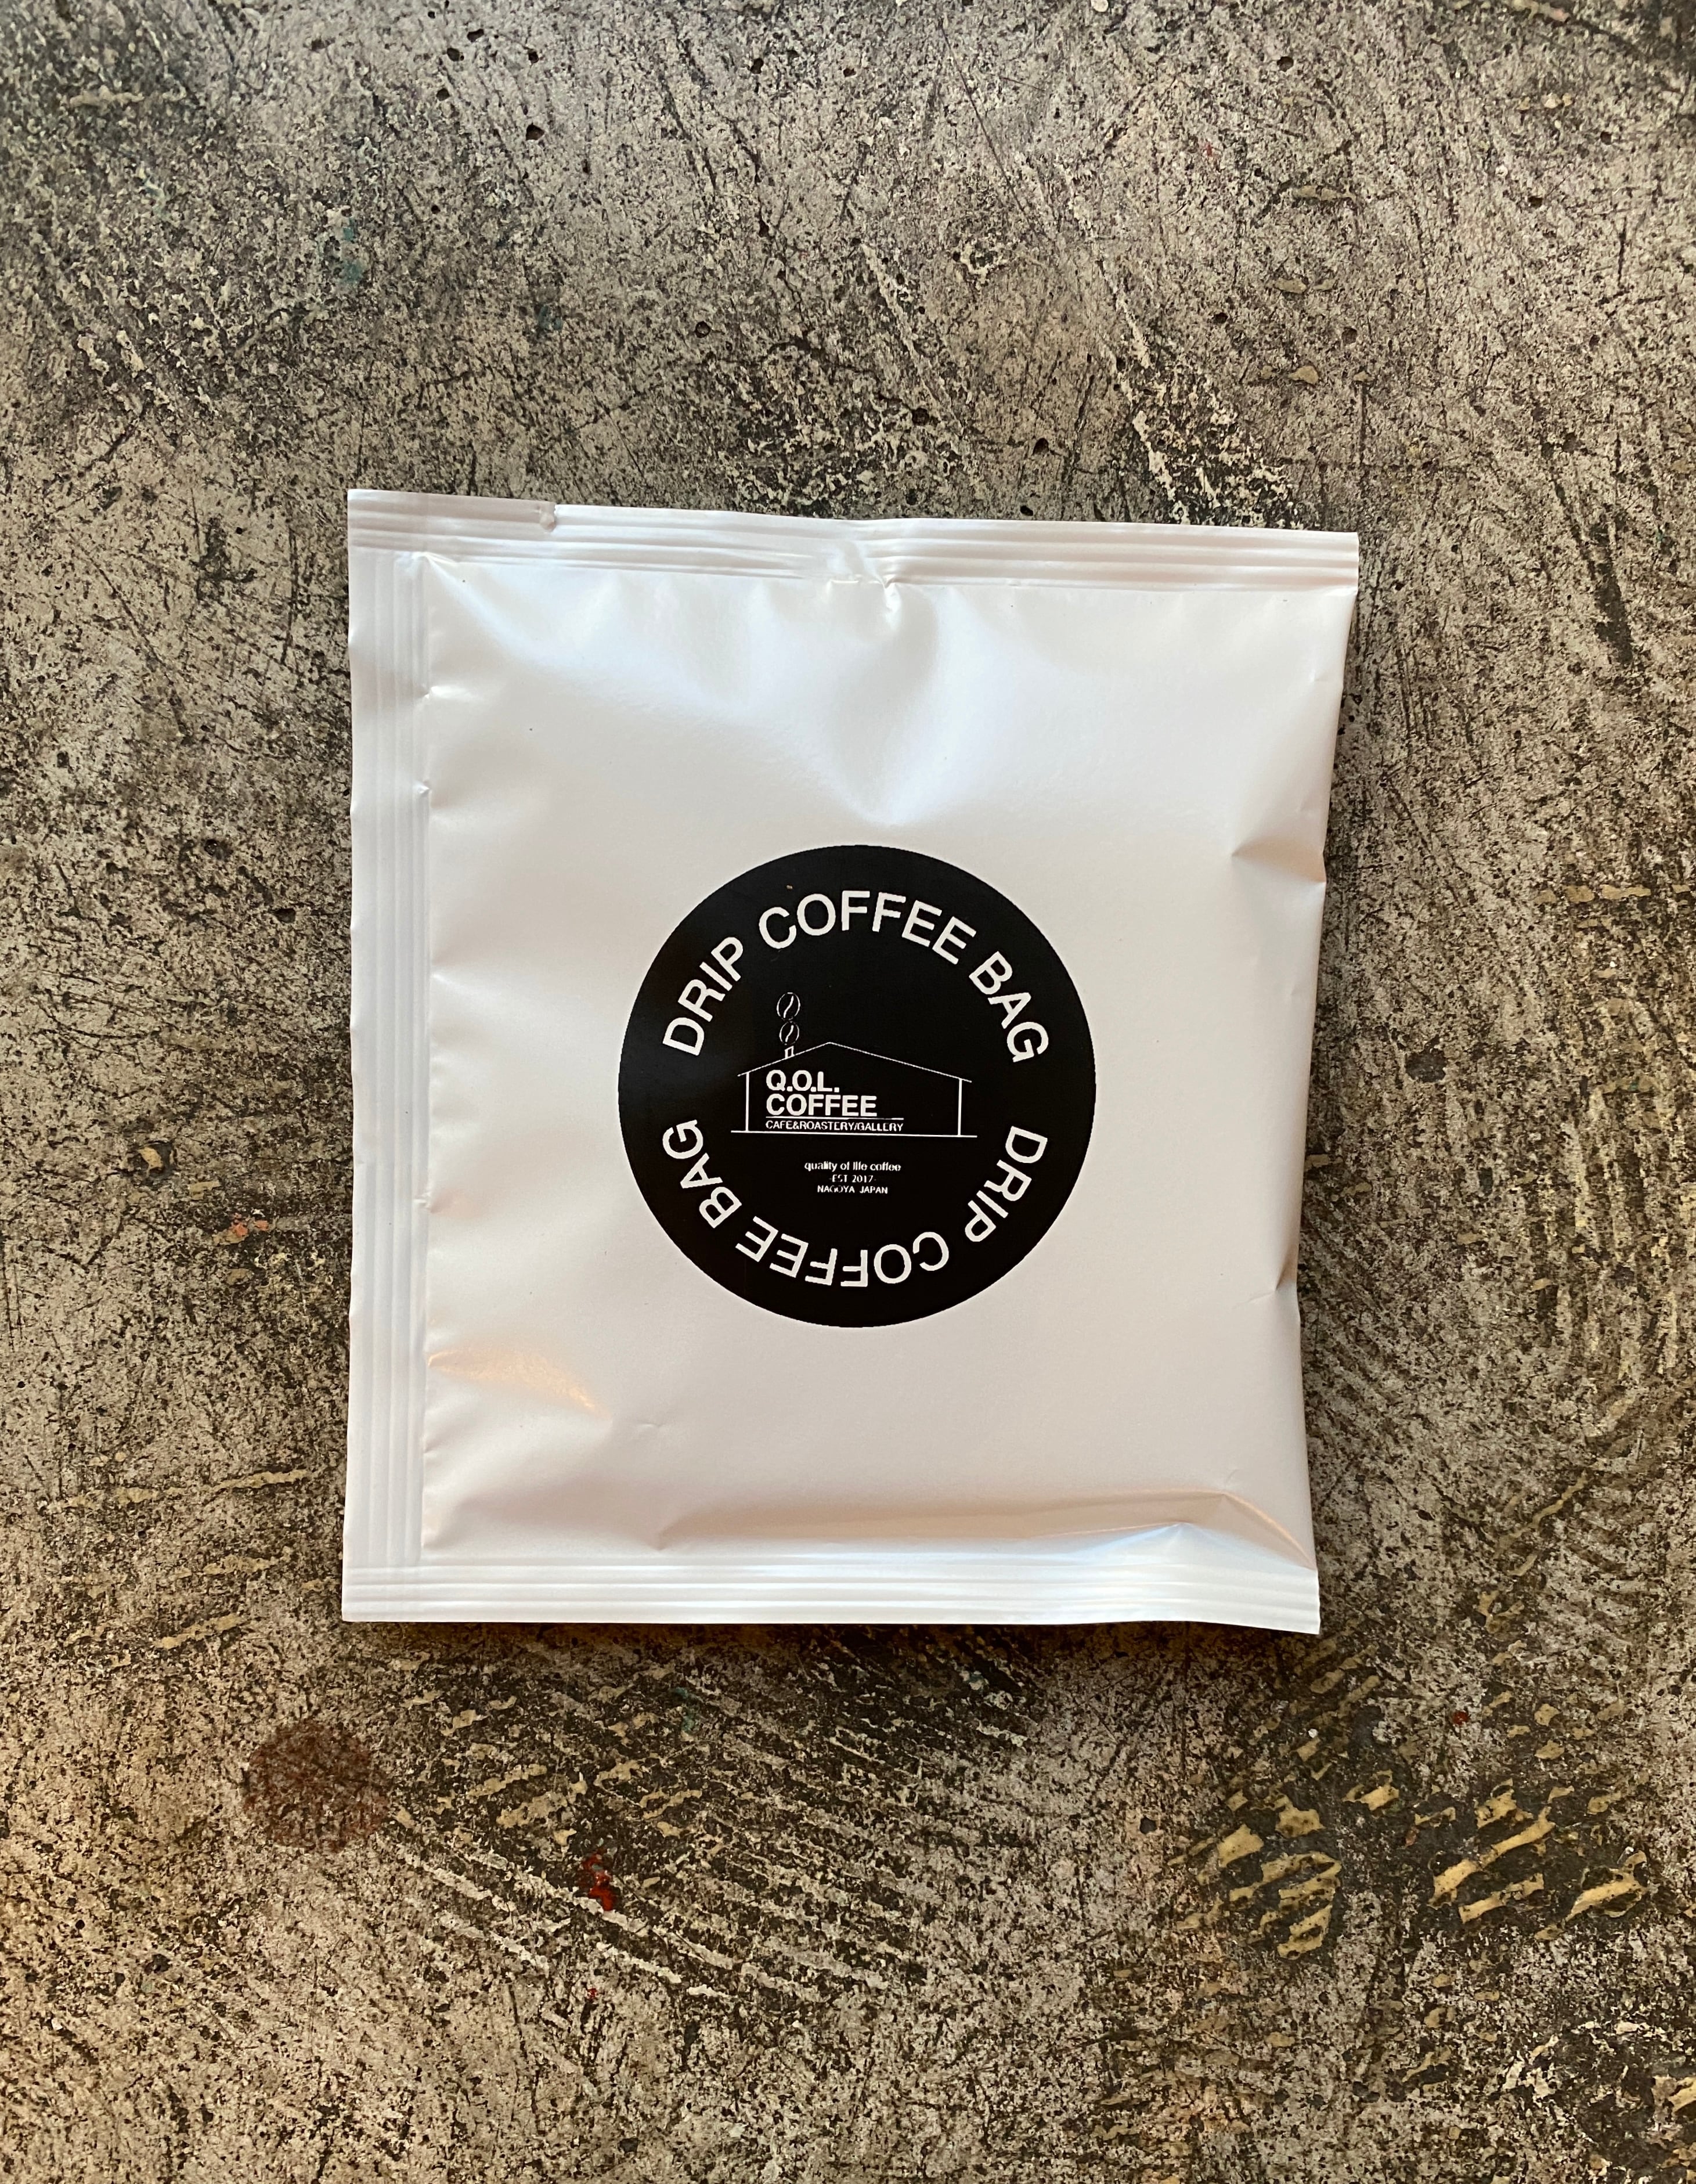 DRIP COFFEE BAG
Q.O.L.
COFFEE
CAFE&ROASTERY/GALLERY
quality of life coffee
-EST 2017-
NAGOYA JAPAN
DRIP COFFEE BAG